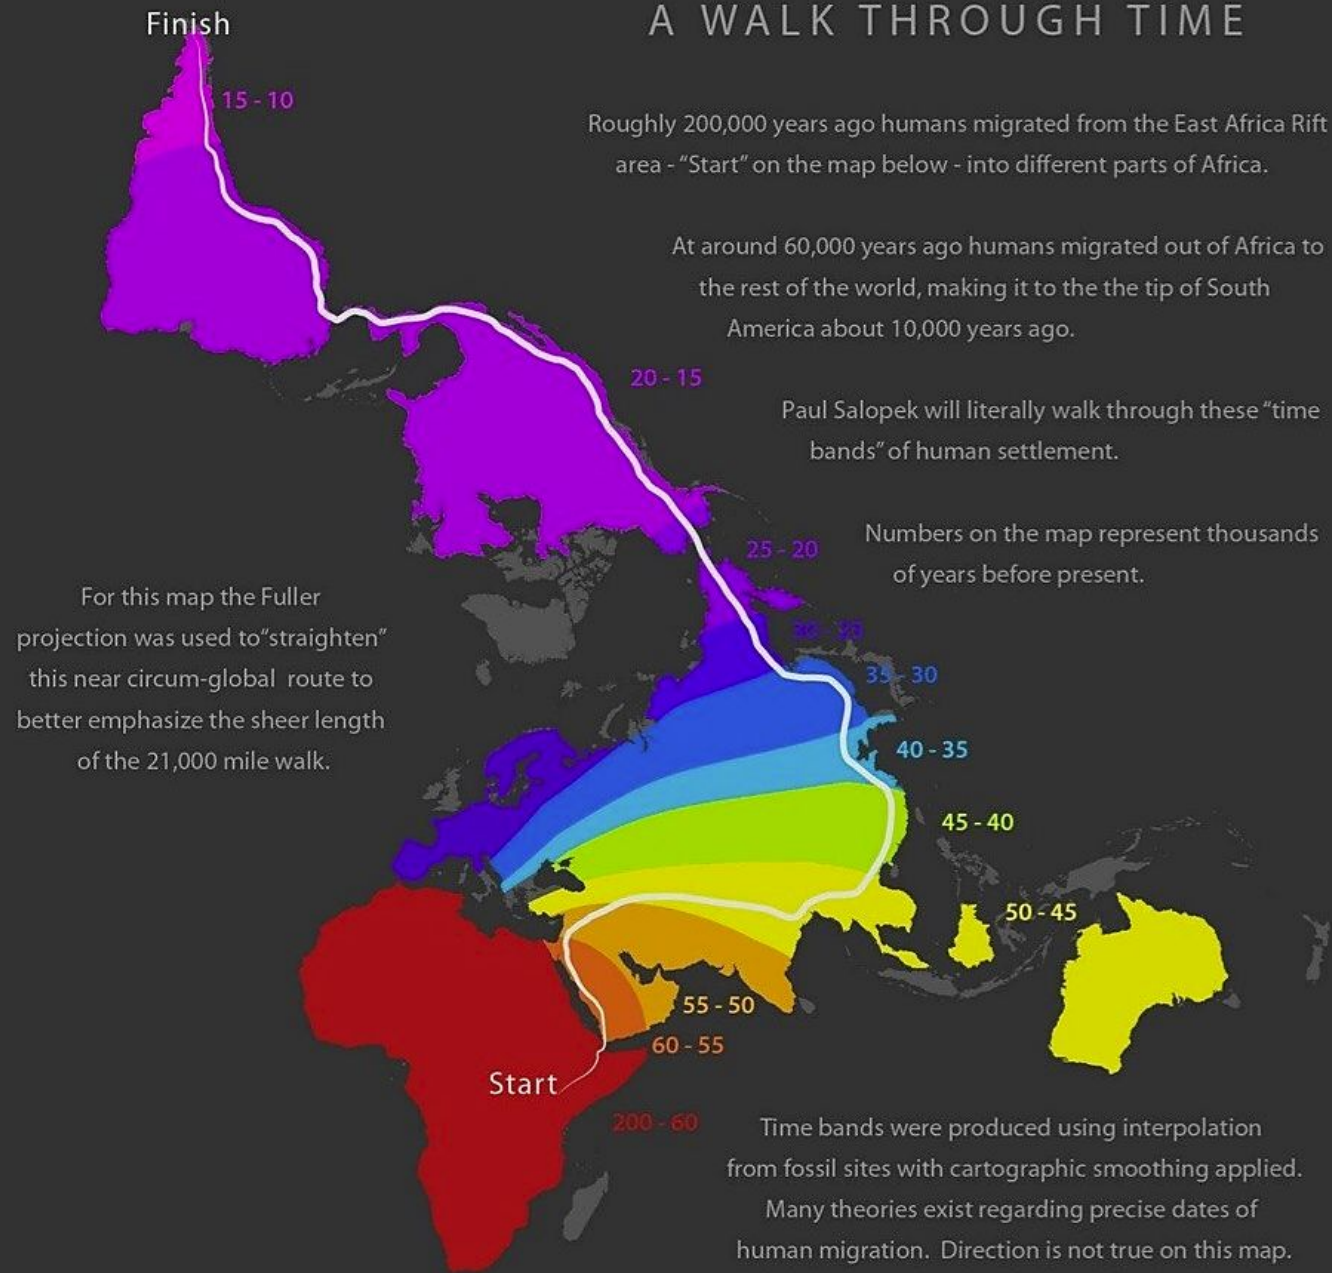 Finish
A WALK THROUGH TIME
15 - 10
Roughly 200,000 years ago humans migrated from the East Africa Rift
area - “Start” on the map below - into different parts of Africa.
At around 60,000 years ago humans migrated out of Africa to
the rest of the world, making it to the the tip of South
America about 10,000 years ago.
20 - 15
Paul Salopek will literally walk through these “time
bands” of human settlement.
Numbers on the map represent thousands
of years before present.
25 - 20
For this map the Fuller
projection was used to “straighten”
this near circum-global route to
better emphasize the sheer length
of the 21,000 mile walk.
30 - 25
35 - 30
40 - 35
45 - 40
50 - 45
55 - 50
60 - 55
Start
200 - 60
Time bands were produced using interpolation
from fossil sites with cartographic smoothing applied.
Many theories exist regarding precise dates of
human migration. Direction is not true on this map.